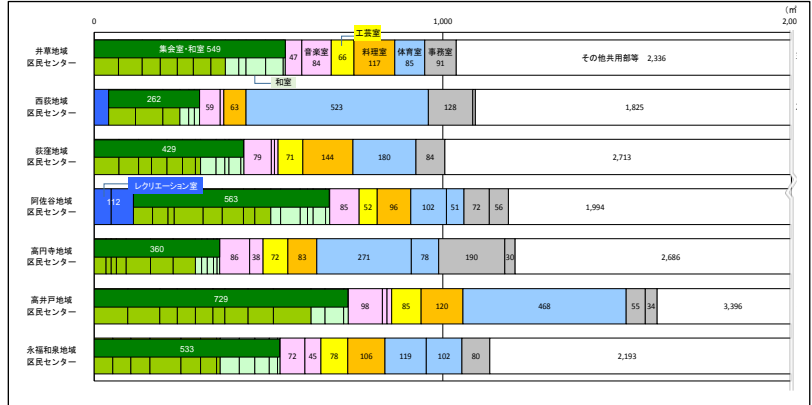 (㎡
0
1,000
2,00
工芸室
井草地域
区民センター
集会室・和室 549
47
音楽室
84
66
料理室
117
体育室
85
事務室
91
その他共用部等 2,336
和室
西荻地域
区民センター
262
59
63
523
128
1,825
荻窪地域
区民センター
429
79
71
144
180
84
2,713
レクリエーション室
阿佐谷地域
区民センター
112
563
85
52
96
102
51
72
56
1,994
高円寺地域
区民センター
360
86
38
72
83
271
78
190
30
2,686
高井戸地域
区民センター
729
98
85
120
468
55
34
3,396
永福和泉地域
区民センター
533
72
45
78
106
119
102
80
2,193